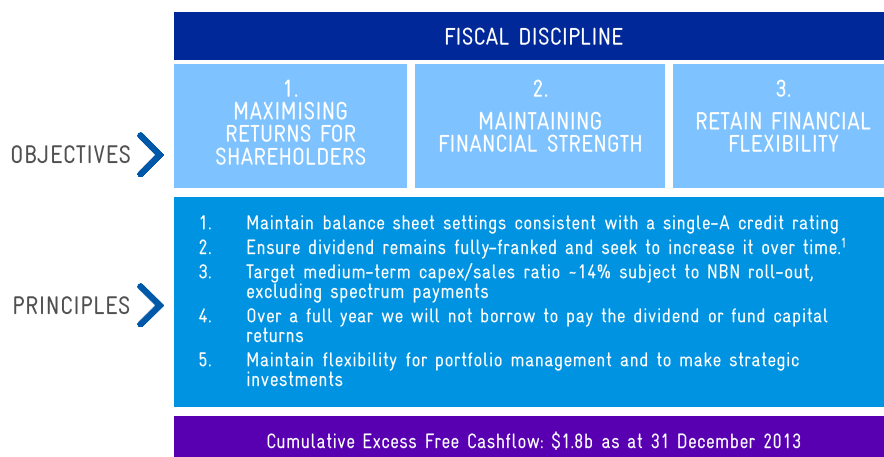 FISCAL DISCIPLINE
1.
MAXIMISING
RETURNS FOR
SHAREHOLDERS
2.
MAINTAINING
FINANCIAL STRENGTH
3.
RETAIN FINANCIAL
FLEXIBILITY
OBJECTIVES
PRINCIPLES
1. Maintain balance sheet settings consistent with a single-A credit rating
2. Ensure dividend remains fully-franked and seek to increase it over time.¹
3. Target medium-term capex/sales ratio ~14% subject to NBN roll-out,
excluding spectrum payments
4. Over a full year we will not borrow to pay the dividend or fund capital
returns
5. Maintain flexibility for portfolio management and to make strategic
investments
Cumulative Excess Free Cashflow: $1.8b as at 31 December 2013